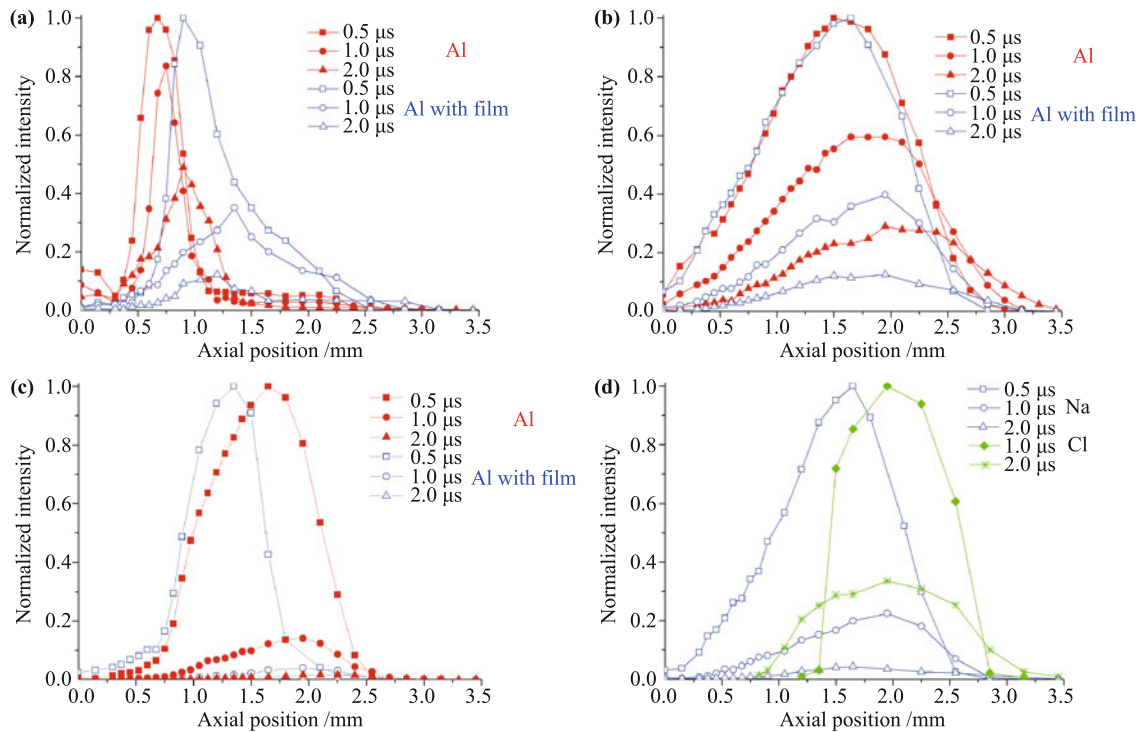 (a)
1.0
0.8
0.6
0.4
0.2
0.0
Normalized intensity
0.5 μs
1.0 μs
2.0 μs
0.5 μs
1.0 μs
2.0 μs
Al
Al with film
0.0 0.5 1.0 1.5 2.0 2.5 3.0 3.5
Axial position /mm
(b)
1.0
0.8
0.6
0.4
0.2
0.0
Normalized intensity
0.5 μs
1.0 μs
2.0 μs
0.5 μs
1.0 μs
2.0 μs
Al
Al with film
0.0 0.5 1.0 1.5 2.0 2.5 3.0 3.5
Axial position /mm
(c)
1.0
0.8
0.6
0.4
0.2
0.0
Normalized intensity
0.5 μs
1.0 μs
2.0 μs
0.5 μs
1.0 μs
2.0 μs
Al
Al with film
0.0 0.5 1.0 1.5 2.0 2.5 3.0 3.5
Axial position /mm
(d)
1.0
0.8
0.6
0.4
0.2
0.0
Normalized intensity
0.5 μs
1.0 μs
2.0 μs
1.0 μs
2.0 μs
Na
Cl
0.0 0.5 1.0 1.5 2.0 2.5 3.0 3.5
Axial position /mm